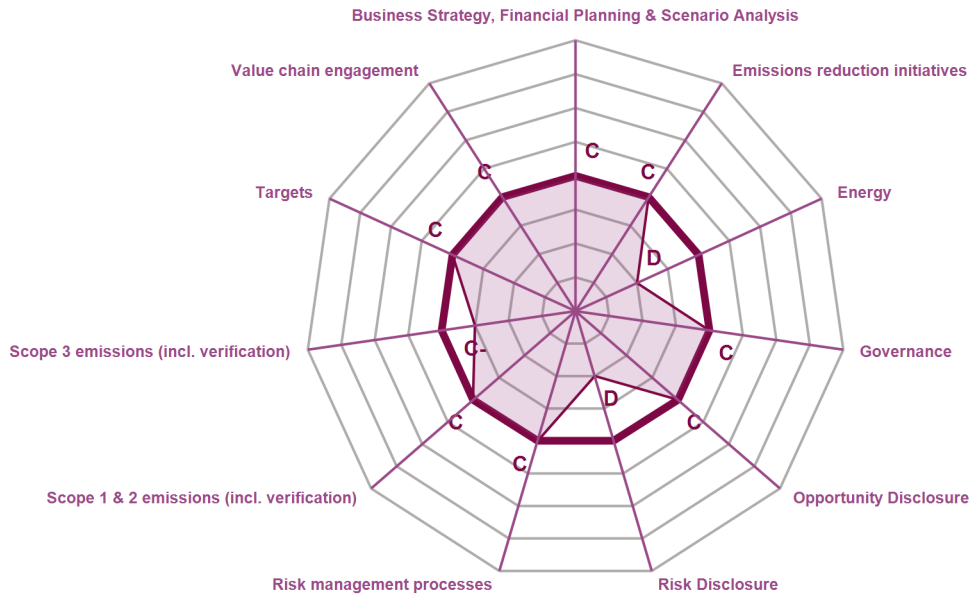 Business Strategy, Financial Planning & Scenario Analysis
Value chain engagement
Emissions reduction initiatives
C
C
C
Targets
Energy
C
D
Scope 3 emissions (incl. verification)
C-
C
Governance
D
C
C
C
Scope 1 & 2 emissions (incl. verification)
Opportunity Disclosure
Risk management processes
Risk Disclosure